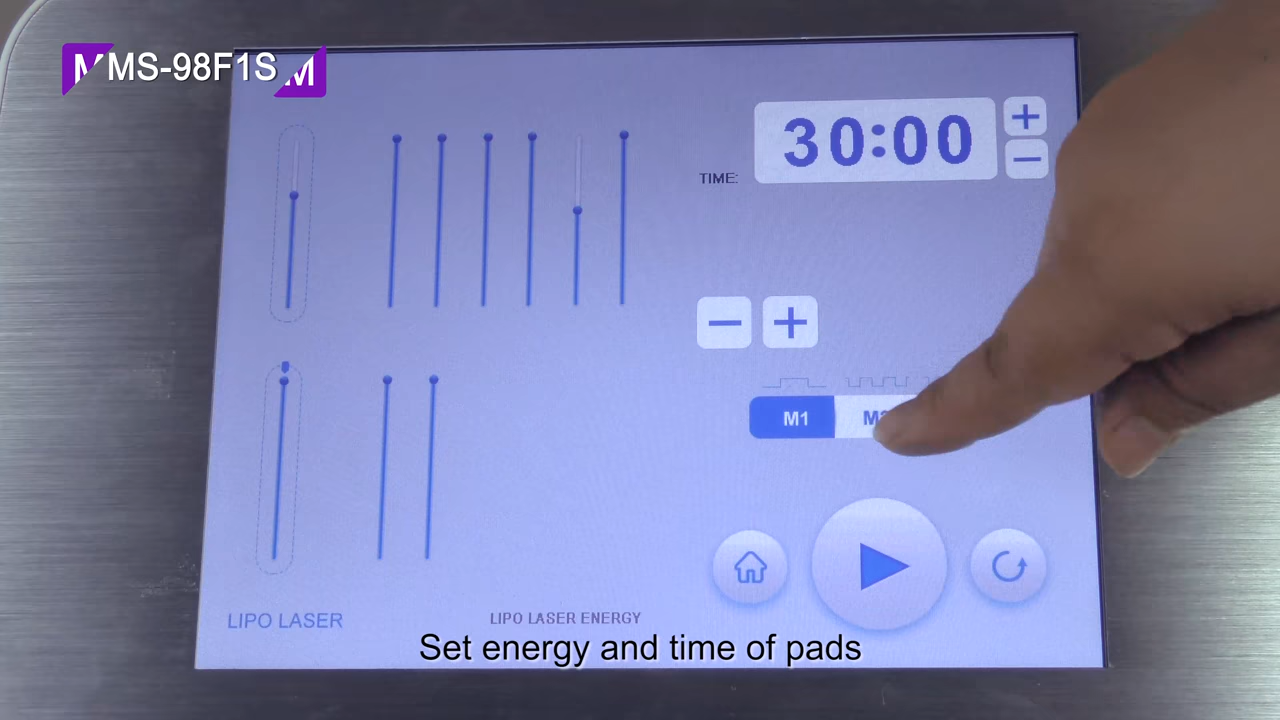 M MS-98F1S M
30:00
TIME:
M1
LIPO LASER
LIPO LASER ENERGY
Set energy and time of pads